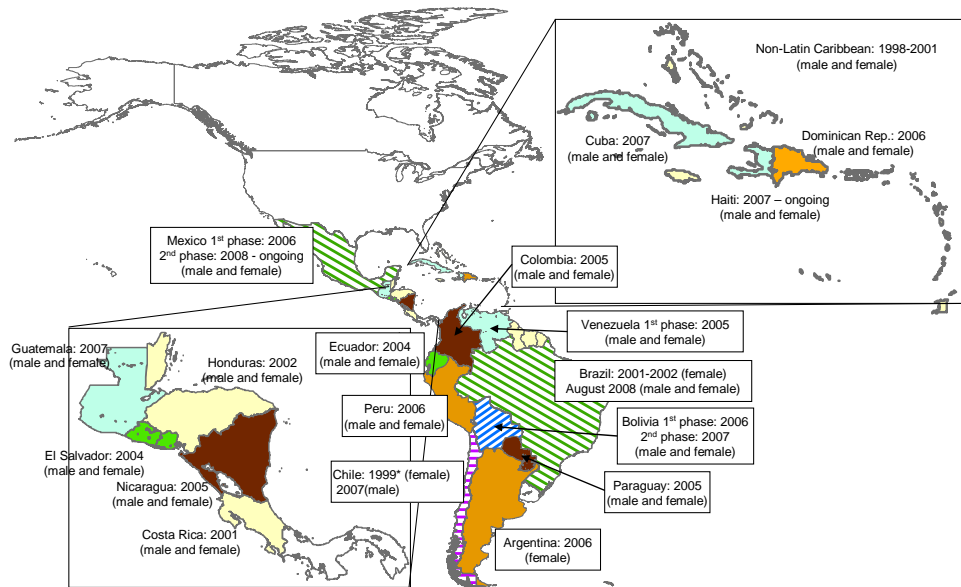 Non-Latin Caribbean: 1998-2001
(male and female)
Cuba: 2007
(male and female)
Dominican Rep.: 2006
(male and female)
Haiti: 2007 – ongoing
(male and female)
Mexico 1st phase: 2006
2nd phase: 2008 - ongoing
(male and female)
Colombia: 2005
(male and female)
Venezuela 1st phase: 2005
(male and female)
Ecuador: 2004
(male and female)
Brazil: 2001-2002 (female)
August 2008 (male and female)
Peru: 2006
(male and female)
Bolivia 1st phase: 2006
2nd phase: 2007
(male and female)
Chile: 1999* (female)
2007(male)
Paraguay: 2005
(male and female)
Argentina: 2006
(female)
Guatemala: 2007
(male and female)
Honduras: 2002
(male and female)
El Salvador: 2004
(male and female)
Nicaragua: 2005
(male and female)
Costa Rica: 2001
(male and female)